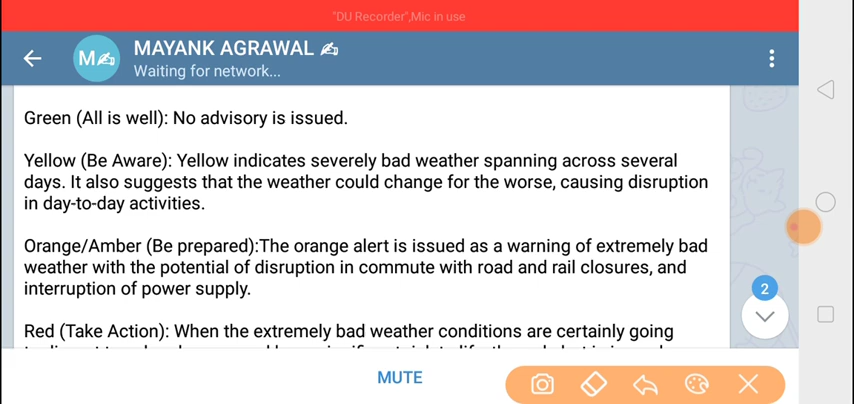 "DU Recorder",Mic in use
MAYANK AGRAWAL ✍
M✍
Waiting for network...
Green (All is well): No advisory is issued.
Yellow (Be Aware): Yellow indicates severely bad weather spanning across several
days. It also suggests that the weather could change for the worse, causing disruption
in day-to-day activities.
Orange/Amber (Be prepared):The orange alert is issued as a warning of extremely bad
weather with the potential of disruption in commute with road and rail closures, and
interruption of power supply.
2
Red (Take Action): When the extremely bad weather conditions are certainly going
MUTE